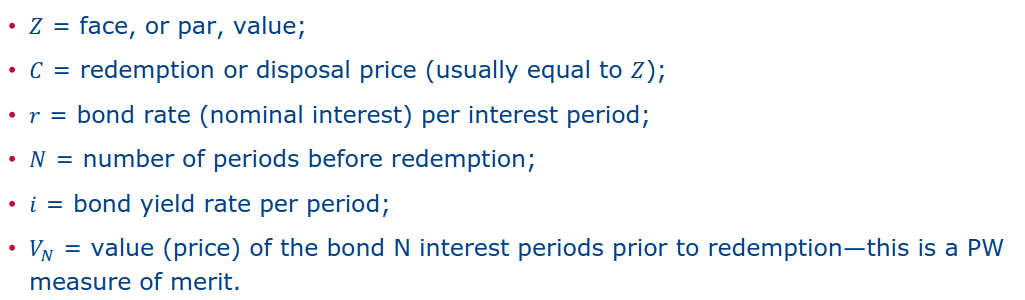 • Z = face, or par, value;
• C = redemption or disposal price (usually equal to Z);
• r = bond rate (nominal interest) per interest period;
• N = number of periods before redemption;
• i = bond yield rate per period;
• V_N = value (price) of the bond N interest periods prior to redemption—this is a PW
measure of merit.